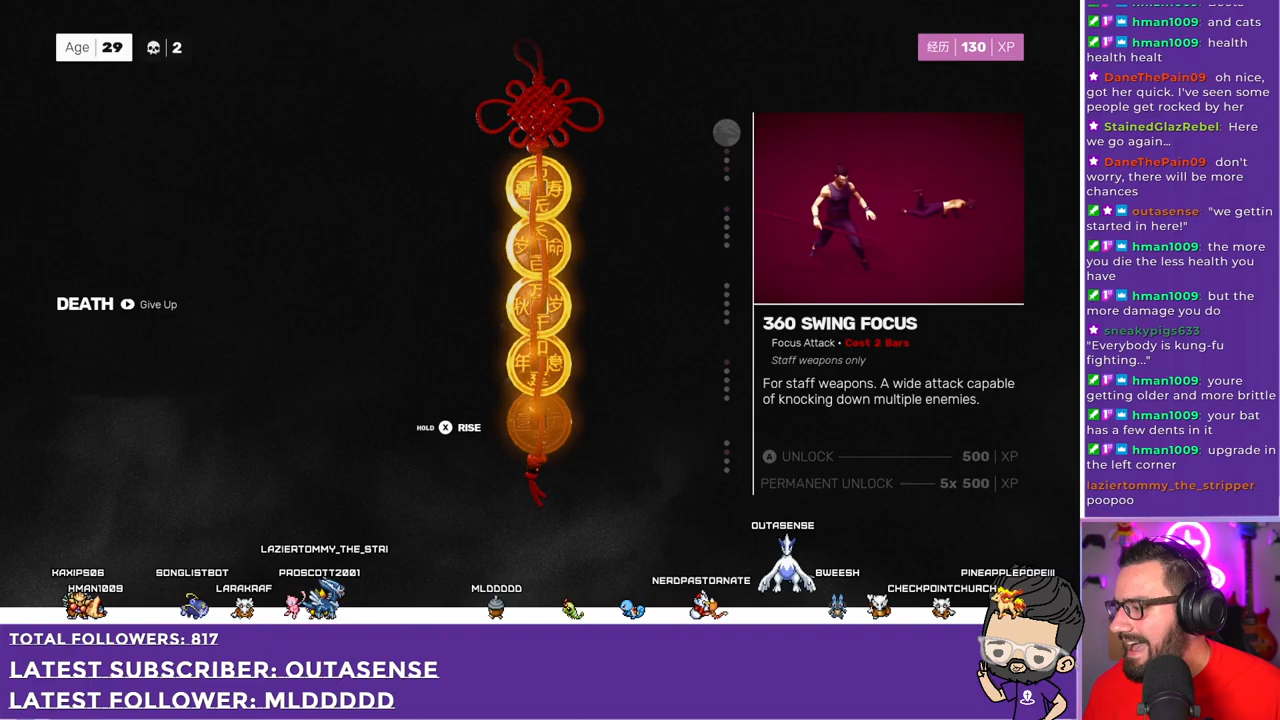 Age 29 2
经历 130 XP
DEATH Give Up
HOLD X RISE
360 SWING FOCUS
Focus Attack • Cost 2 Bars
Staff weapons only
For staff weapons. A wide attack capable
of knocking down multiple enemies.
A UNLOCK 500 XP
PERMANENT UNLOCK 5x 500 XP
hman1009: and cats
hman1009: health
health healt
DaneThePain09 oh nice,
got her quick. I've seen some
people get rocked by her
StainedGlazRebel: Here
we go again...
DaneThePain09 don't
worry, there will be more
chances
outasense "we gettin
started in here!"
hman1009: the more
you die the less health you
have
hman1009: but the
more damage you do
sneakypigs633
"Everybody is kung-fu
fighting..."
hman1009: youre
getting older and more brittle
hman1009: your bat
has a few dents in it
hman1009: upgrade in
the left corner
laziertommy_the_stripper
poopoo
OUTASENSE
LAZIERTOMMY_THE_STRI
KAXIPS06
SONGLISTBOT
PROSCOTT2001
HMAN1009
LARAKRAF
MLDDDDD
NERDPASTORNATE
BWEESH
PINEAPPLEPOPEIII
CHECKPOINTCHURCH
TOTAL FOLLOWERS: 817
LATEST SUBSCRIBER: OUTASENSE
LATEST FOLLOWER: MLDDDDD